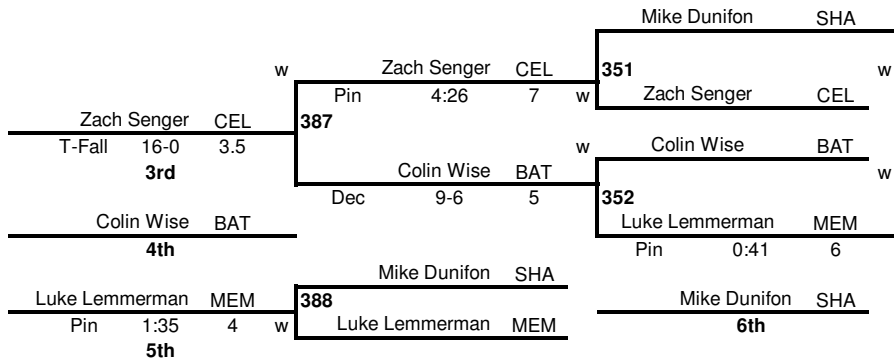 Mike Dunifon SHA
w Zach Senger CEL 351 w
Pin 4:26 7 w Zach Senger CEL
Zach Senger CEL 387
T-Fall 16-0 3.5 w Colin Wise BAT
3rd Colin Wise BAT w
Dec 9-6 5 352
Colin Wise BAT Luke Lemmerman MEM
4th Pin 0:41 6
Mike Dunifon SHA
Luke Lemmerman MEM 388 Mike Dunifon SHA
Pin 1:35 4 w Luke Lemmerman MEM 6th
5th